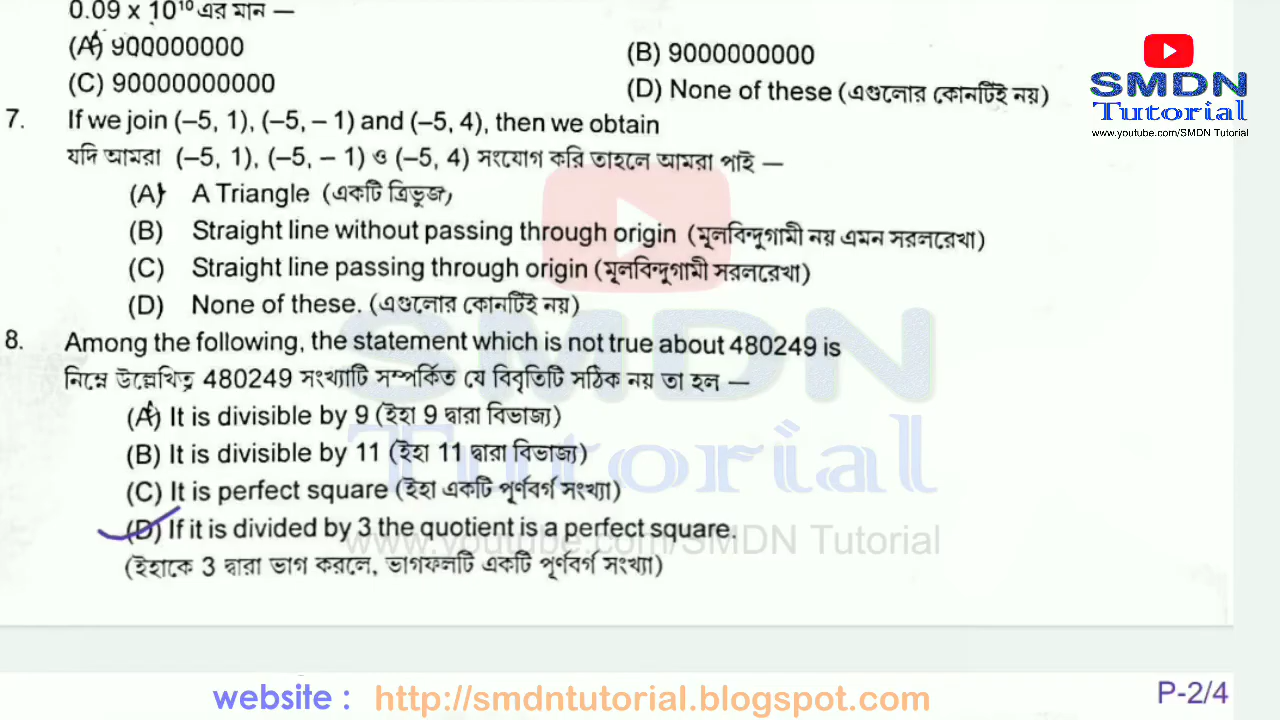 0.09 x 10¹⁰ এর মান —
(A) 900000000
(B) 9000000000
(C) 90000000000
(D) None of these (এগুলোর কোনটিই নয়)
SMDN
Tutorial
www.youtube.com/SMDN Tutorial
7. If we join (–5, 1), (–5, – 1) and (–5, 4), then we obtain
যদি আমরা (–5, 1), (–5, – 1) ও (–5, 4) সংযোগ করি তাহলে আমরা পাই —
(A) A Triangle (একটি ত্রিভুজ)
(B) Straight line without passing through origin (মূলবিন্দুগামী নয় এমন সরলরেখা)
(C) Straight line passing through origin (মূলবিন্দুগামী সরলরেখা)
(D) None of these. (এগুলোর কোনটিই নয়)
SMDN
8. Among the following, the statement which is not true about 480249 is
নিম্নে উল্লেখিত 480249 সংখ্যাটি সম্পর্কিত যে বিবৃতিটি সঠিক নয় তা হল —
(A) It is divisible by 9 (ইহা 9 দ্বারা বিভাজ্য)
(B) It is divisible by 11 (ইহা 11 দ্বারা বিভাজ্য)
Tutorial
(C) It is perfect square (ইহা একটি পূর্ণবর্গ সংখ্যা)
(D) If it is divided by 3 the quotient is a perfect square.
www.youtube.com/SMDN Tutorial
(ইহাকে 3 দ্বারা ভাগ করলে, ভাগফলটি একটি পূর্ণবর্গ সংখ্যা)
website : http://smdntutorial.blogspot.com
P-2/4